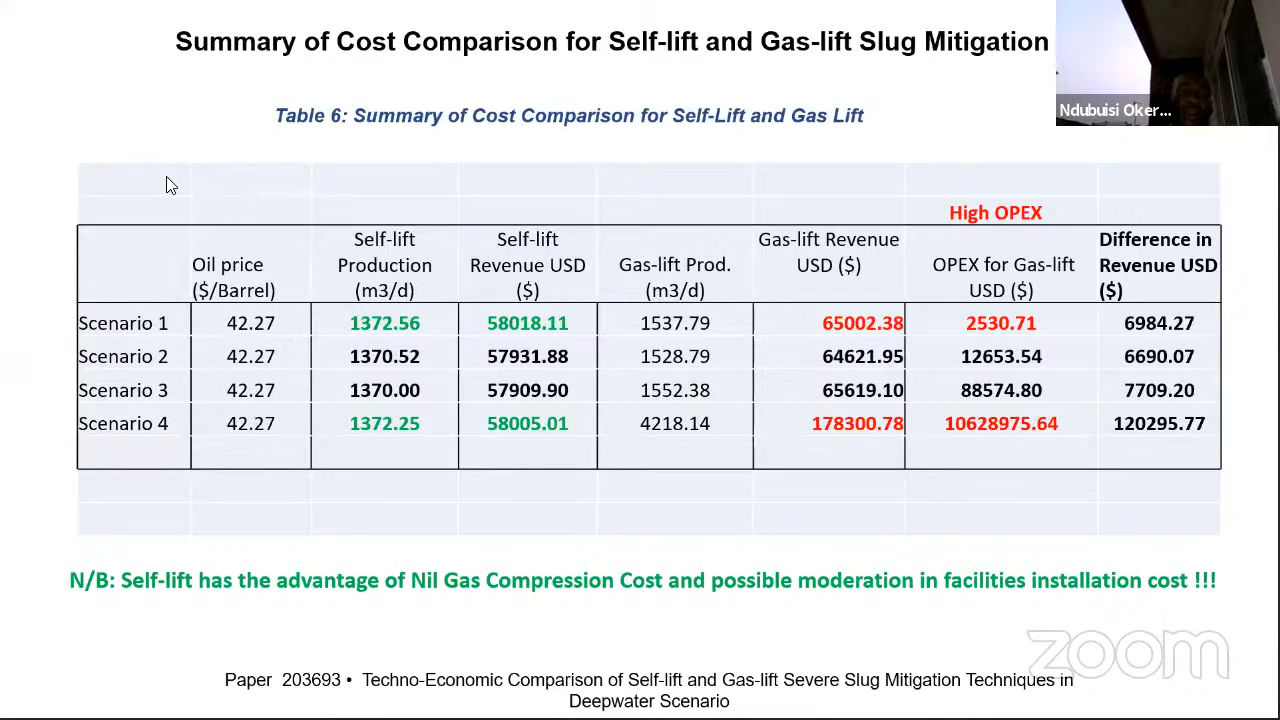 Summary of Cost Comparison for Self-lift and Gas-lift Slug Mitigation
Ndubuisi Oker...
Table 6: Summary of Cost Comparison for Self-Lift and Gas Lift
High OPEX
Oil price ($/Barrel) Self-lift Production (m3/d) Self-lift Revenue USD ($) Gas-lift Prod. (m3/d) Gas-lift Revenue USD ($) OPEX for Gas-lift USD ($) Difference in Revenue USD ($)
Scenario 1 42.27 1372.56 58018.11 1537.79 65002.38 2530.71 6984.27
Scenario 2 42.27 1370.52 57931.88 1528.79 64621.95 12653.54 6690.07
Scenario 3 42.27 1370.00 57909.90 1552.38 65619.10 88574.80 7709.20
Scenario 4 42.27 1372.25 58005.01 4218.14 178300.78 10628975.64 120295.77
N/B: Self-lift has the advantage of Nil Gas Compression Cost and possible moderation in facilities installation cost !!!
zoom
Paper 203693 • Techno-Economic Comparison of Self-lift and Gas-lift Severe Slug Mitigation Techniques in
Deepwater Scenario